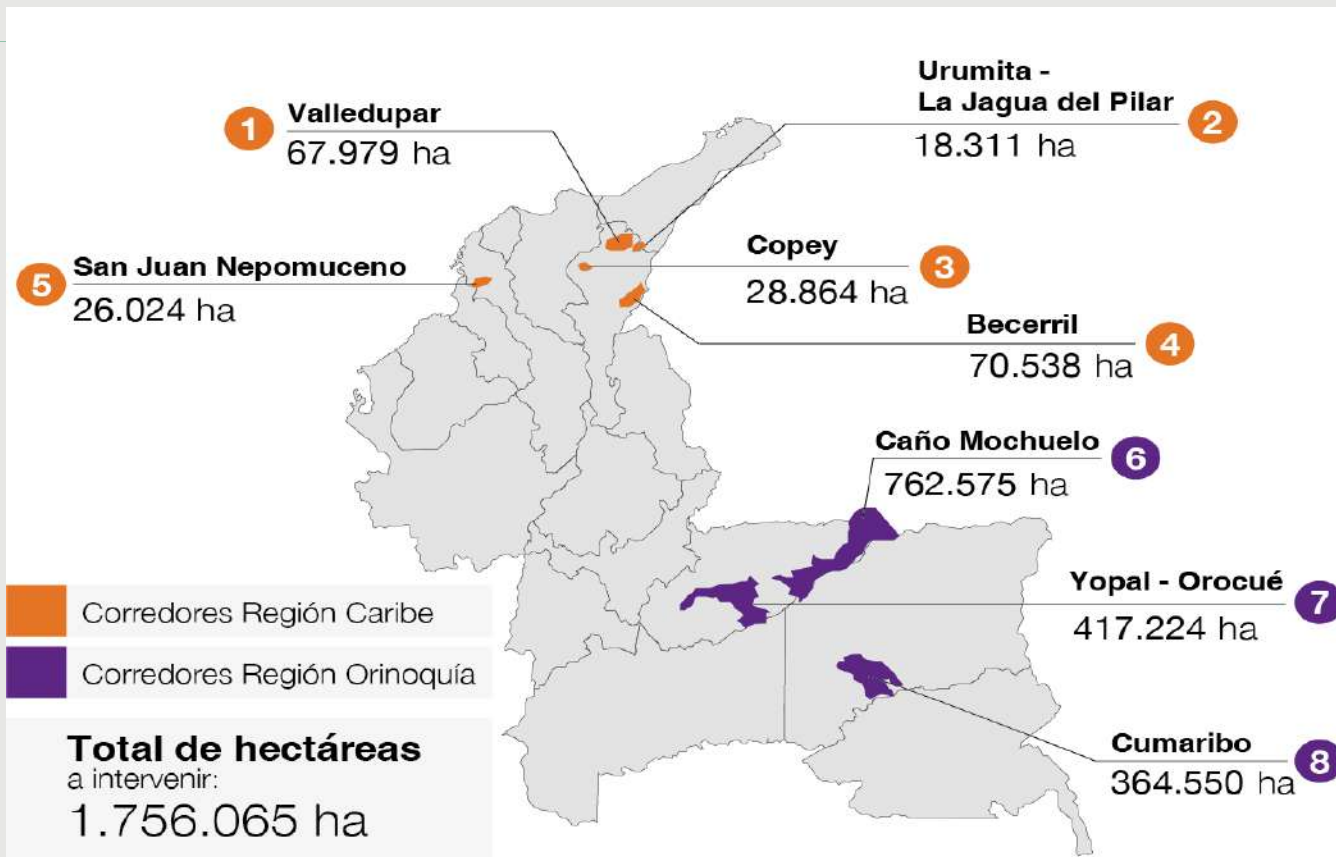 1
Valledupar
67.979 ha
Urumita -
La Jagua del Pilar
18.311 ha
2
5
San Juan Nepomuceno
26.024 ha
Copey
28.864 ha
3
Becerril
70.538 ha
4
Caño Mochuelo
762.575 ha
6
Yopal - Orocué
417.224 ha
7
Cumaribo
364.550 ha
8
Corredores Región Caribe
Corredores Región Orinoquía
Total de hectáreas
a intervenir:
1.756.065 ha